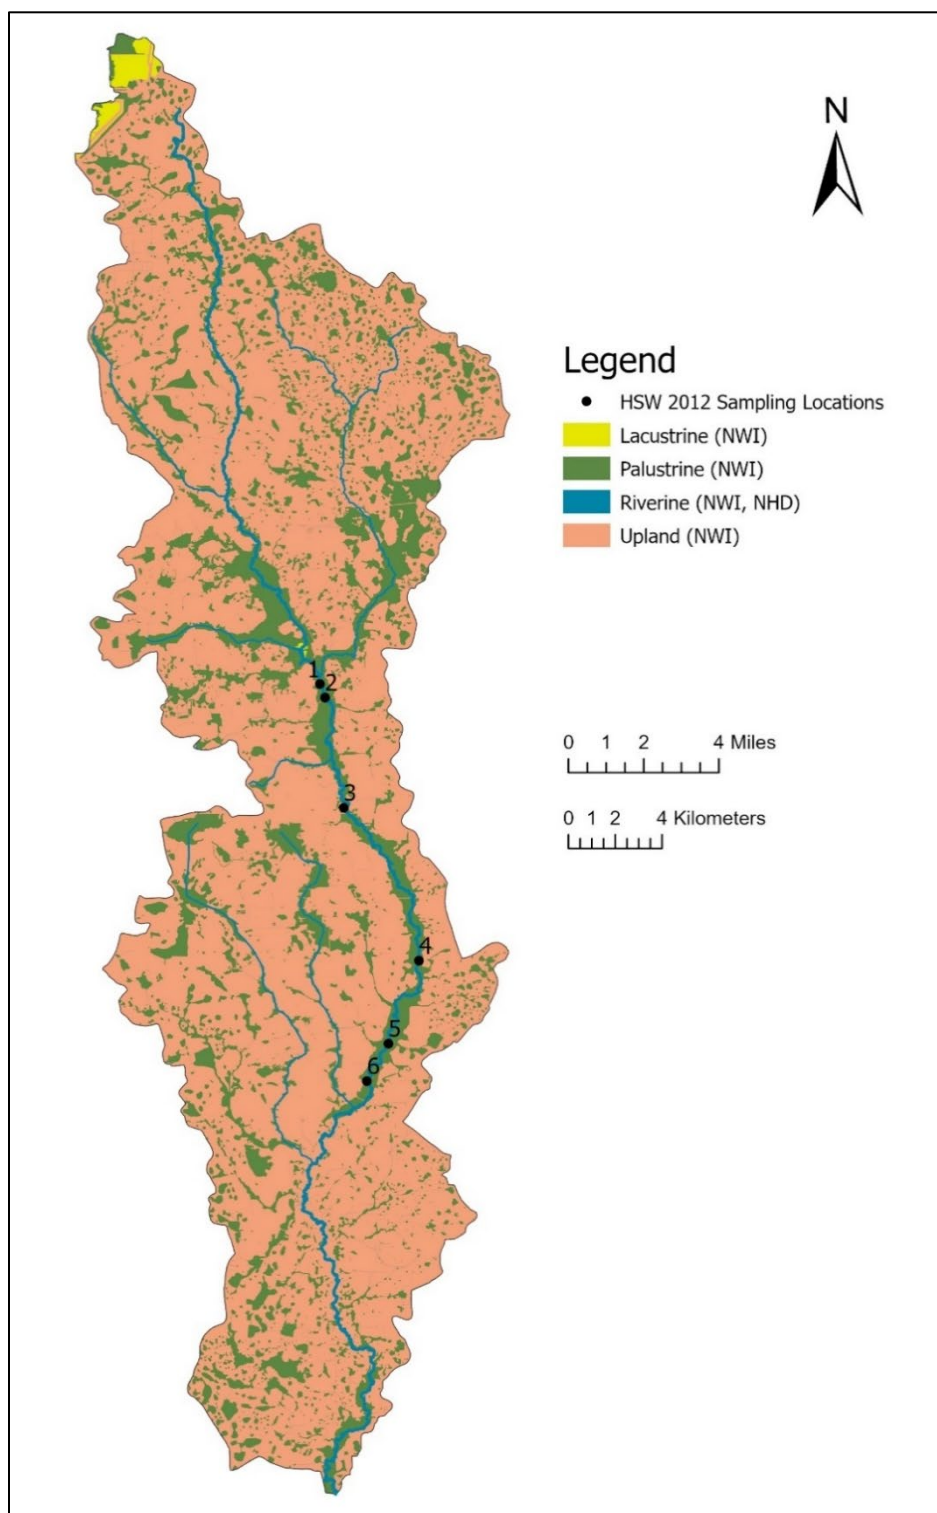 N
Legend
HSW 2012 Sampling Locations
Lacustrine (NWI)
Palustrine (NWI)
Riverine (NWI, NHD)
Upland (NWI)
1
2
0 1 2 4 Miles
3
0 1 2 4 Kilometers
4
5
6